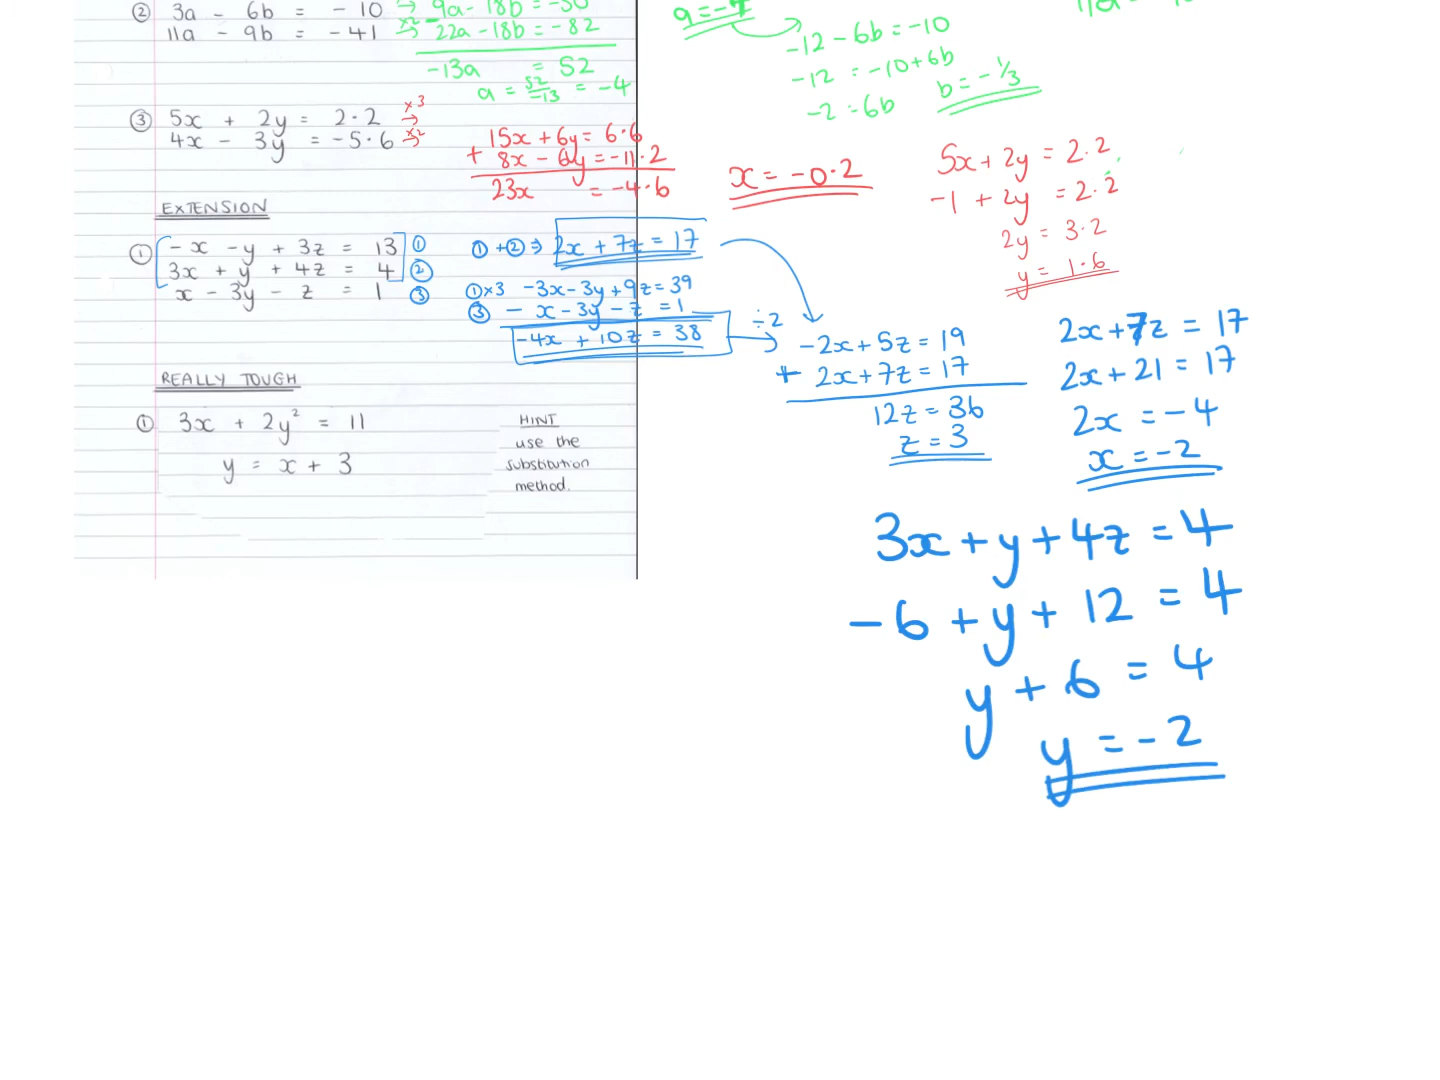 ② 3a - 6b = -10 → 9a - 18b = -30
11a - 9b = -41 ×2→ 22a - 18b = -82
-13a = 52
a = 52/-13 = -4
a = -4
-12 - 6b = -10
-12 = -10 + 6b
-2 = 6b
b = -1/3
③ 5x + 2y = 2.2 ×3→
4x - 3y = -5.6 ×2→
15x + 6y = 6.6
+ 8x - 6y = -11.2
23x = -4.6
x = -0.2
5x + 2y = 2.2
-1 + 2y = 2.2
2y = 3.2
y = 1.6
EXTENSION
① -x - y + 3z = 13 ①
3x + y + 4z = 4 ②
x - 3y - z = 1 ③
① + ② ⇒ 2x + 7z = 17
①×3 -3x - 3y + 9z = 39
③ - x - 3y - z = 1
-4x + 10z = 38
÷2
-2x + 5z = 19
+ 2x + 7z = 17
12z = 36
z = 3
2x + 7z = 17
2x + 21 = 17
2x = -4
x = -2
3x + y + 4z = 4
-6 + y + 12 = 4
y + 6 = 4
y = -2
REALLY TOUGH
① 3x + 2y² = 11
y = x + 3
HINT
use the
substitution
method.